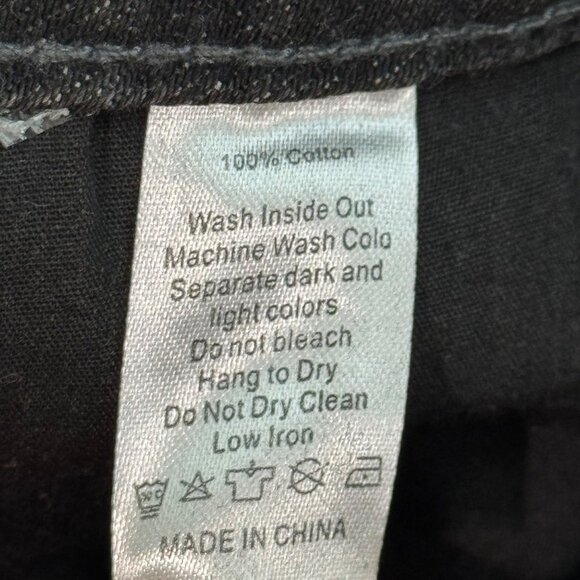 100% Cotton
Wash Inside Out
Machine Wash Cold
Separate dark and
light colors
Do not bleach
Hang to Dry
Do Not Dry Clean
Low Iron
MADE IN CHINA